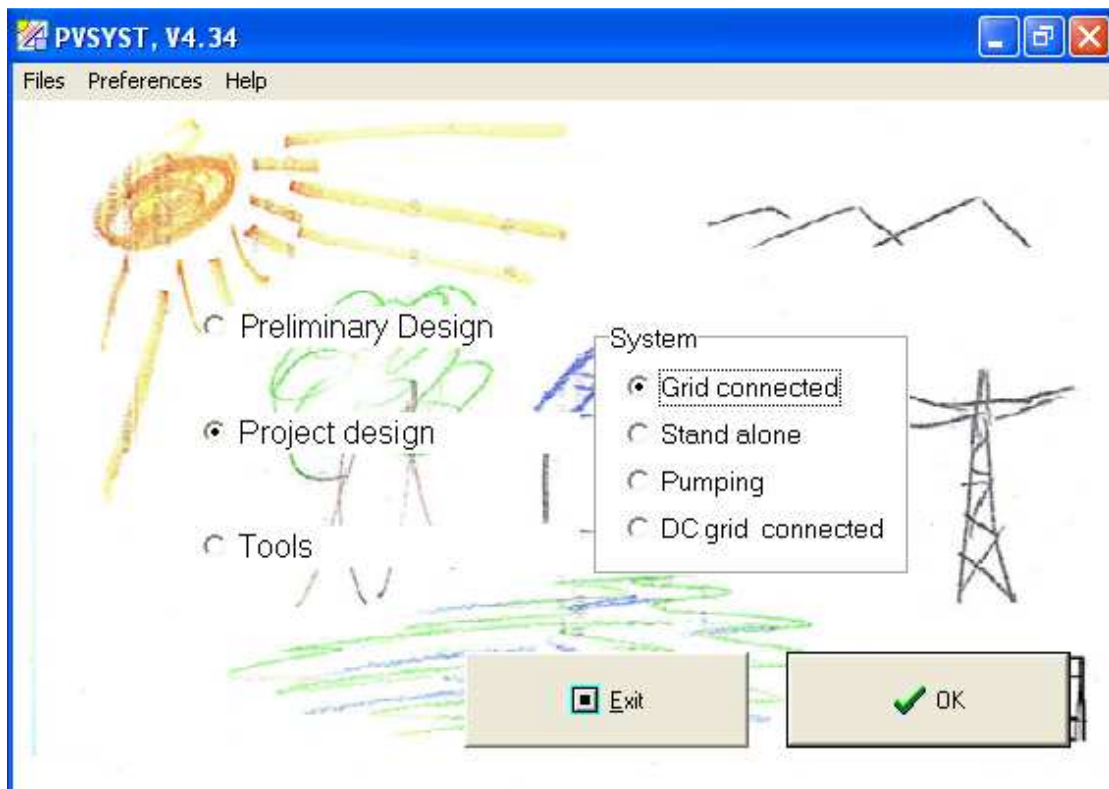 PVSYST, V4.34
Files Preferences Help
Preliminary Design
Project design
Tools
System
Grid connected
Stand alone
Pumping
DC grid connected
Exit
OK